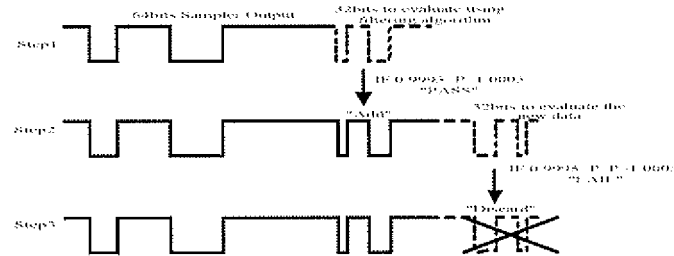 64bits Sampler Output
32bits to evaluate using
filtering algorithm
Step1
"PASS"
"Add"
32bits to evaluate the
new data
Step2
"FAIL"
"Discard"
Step3